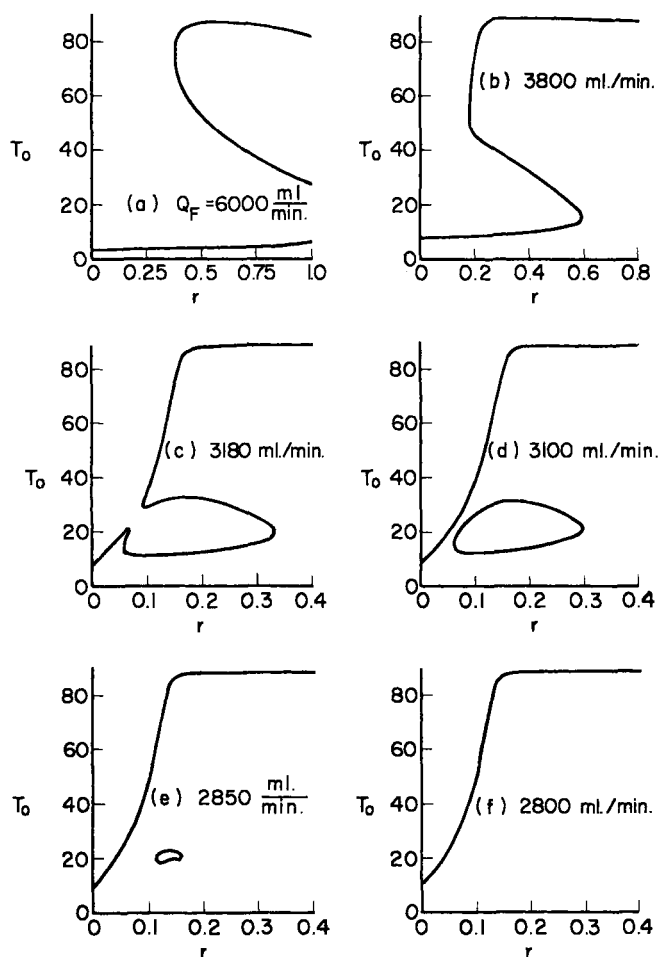 80
60
T₀
40
(a) Q_F = 6000 ml/min.
20
0
0 0.25 0.5 0.75 1.0
r
80
60
(b) 3800 ml./min.
T₀
40
20
0
0 0.2 0.4 0.6 0.8
r
80
60
(c) 3180 ml./min.
T₀
40
20
0
0 0.1 0.2 0.3 0.4
r
80
60
(d) 3100 ml./min.
T₀
40
20
0
0 0.1 0.2 0.3 0.4
r
80
60
(e) 2850 ml./min.
T₀
40
20
0
0 0.1 0.2 0.3 0.4
r
80
60
(f) 2800 ml./min.
T₀
40
20
0
0 0.1 0.2 0.3 0.4
r